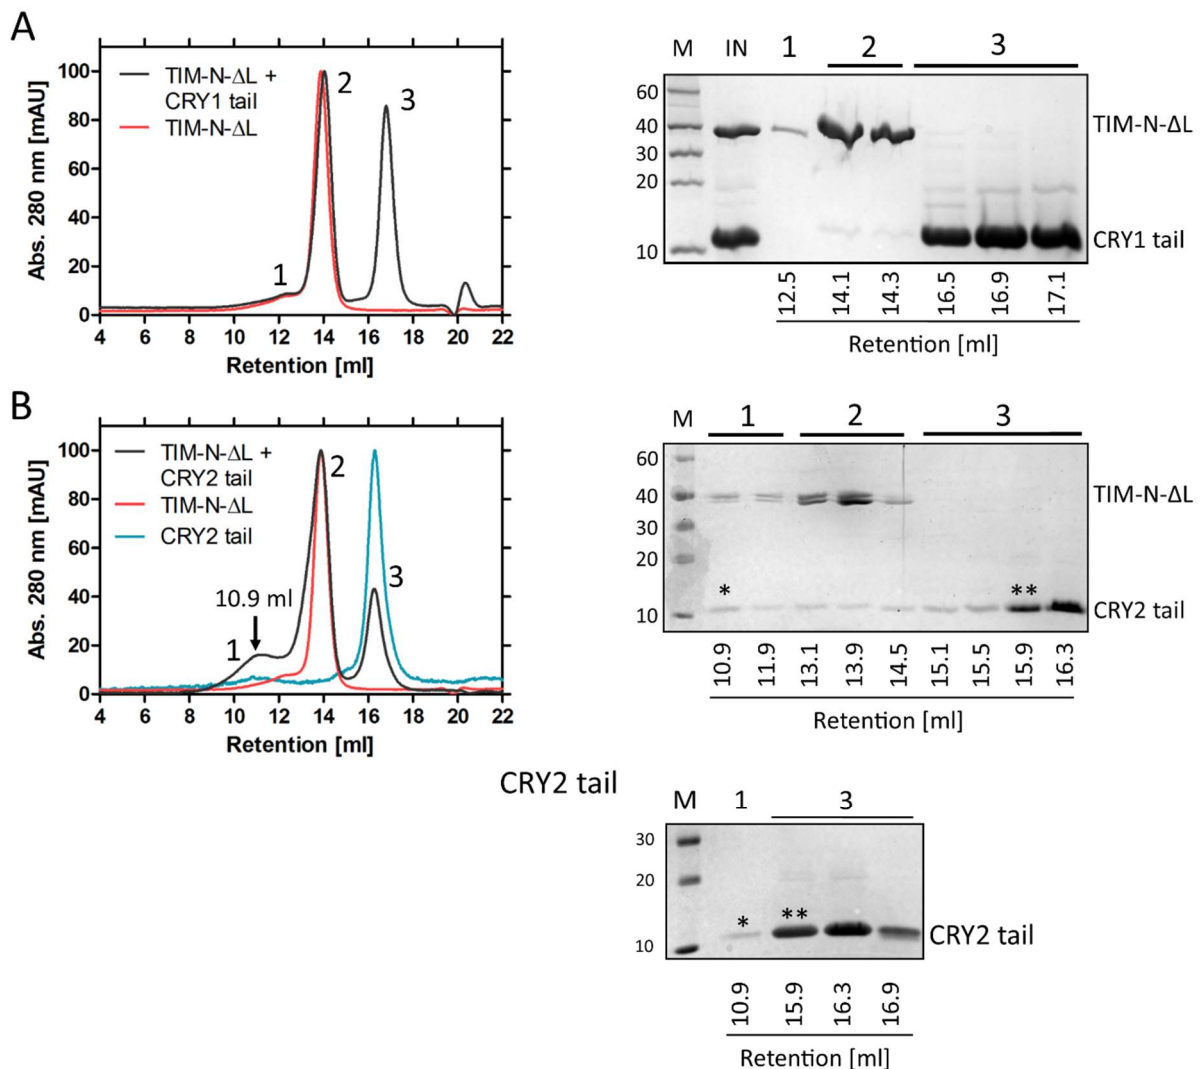 A
Abs. 280 nm [mAU]
100
80
60
40
20
0
TIM-N-ΔL +
CRY1 tail
TIM-N-ΔL
1
2
3
4 6 8 10 12 14 16 18 20 22
Retention [ml]
M IN 1 2 3
60
40
30
20
10
TIM-N-ΔL
CRY1 tail
12.5 14.1 14.3 16.5 16.9 17.1
Retention [ml]
B
Abs. 280 nm [mAU]
100
80
60
40
20
0
TIM-N-ΔL +
CRY2 tail
TIM-N-ΔL
CRY2 tail
10.9 ml
1
2
3
4 6 8 10 12 14 16 18 20 22
Retention [ml]
M 1 2 3
60
40
30
20
10
* **
TIM-N-ΔL
CRY2 tail
10.9 11.9 13.1 13.9 14.5 15.1 15.5 15.9 16.3
Retention [ml]
CRY2 tail
M 1 3
30
20
10
* **
CRY2 tail
10.9 15.9 16.3 16.9
Retention [ml]